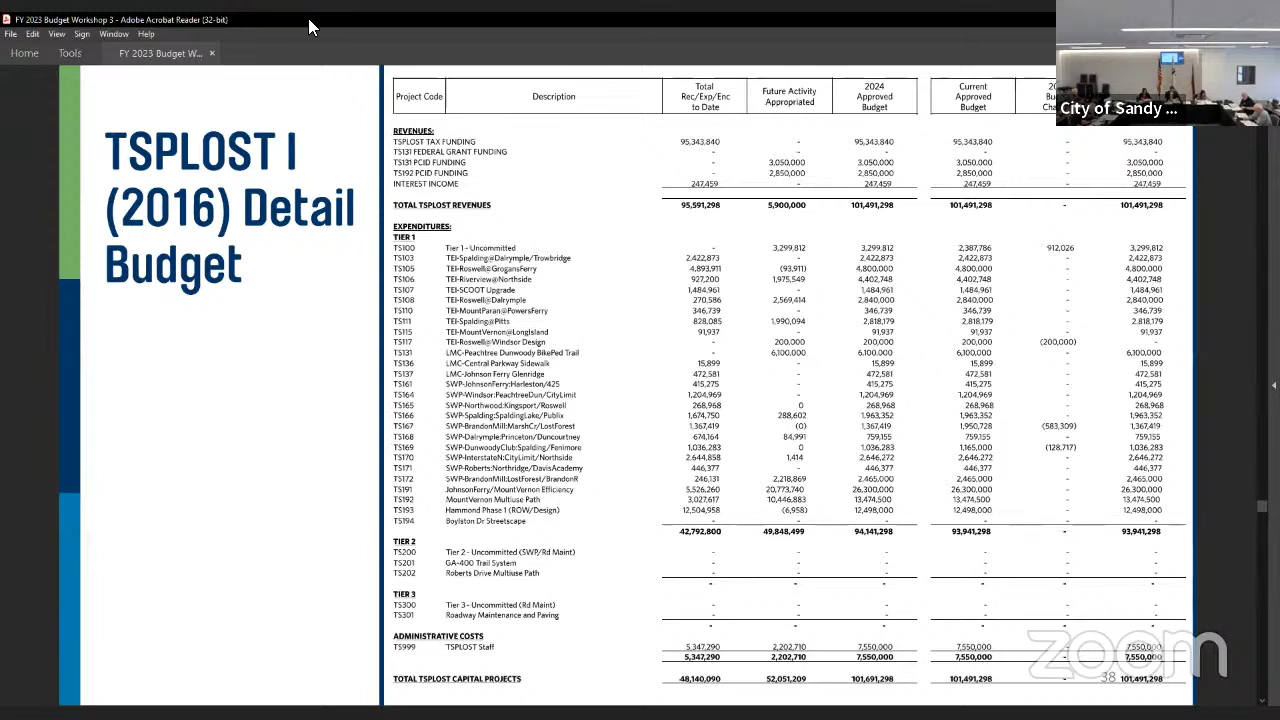 FY 2023 Budget Workshop 3 - Adobe Acrobat Reader (32-bit)
File Edit View Sign Window Help
Home Tools FY 2023 Budget W... ×
City of Sandy ...
TSPLOST I
(2016) Detail
Budget
Project Code Description Total Rec/Exp/Enc to Date Future Activity Appropriated 2024 Approved Budget Current Approved Budget
REVENUES:
TSPLOST TAX FUNDING 95,343,840 - 95,343,840 95,343,840 - 95,343,840
TS131 FEDERAL GRANT FUNDING - - - - - -
TS131 PCID FUNDING - 3,050,000 3,050,000 3,050,000 - 3,050,000
TS192 PCID FUNDING - 2,850,000 2,850,000 2,850,000 - 2,850,000
INTEREST INCOME 247,459 - 247,459 247,459 - 247,459
TOTAL TSPLOST REVENUES 95,591,298 5,900,000 101,491,298 101,491,298 - 101,491,298
EXPENDITURES:
TIER 1
TS100 Tier 1 - Uncommitted - 3,299,812 3,299,812 2,387,786 912,026 3,299,812
TS103 TEI-Spalding@Dalrymple/Trowbridge 2,422,873 - 2,422,873 2,422,873 - 2,422,873
TS105 TEI-Roswell@GrogansFerry 4,893,911 (93,911) 4,800,000 4,800,000 - 4,800,000
TS106 TEI-Riverview@Northside 927,200 1,975,549 4,402,748 4,402,748 - 4,402,748
TS107 TEI-SCOOT Upgrade 1,484,961 - 1,484,961 1,484,961 - 1,484,961
TS108 TEI-Roswell@Dalrymple 270,586 2,569,414 2,840,000 2,840,000 - 2,840,000
TS110 TEI-MountParan@PowersFerry 346,739 - 346,739 346,739 - 346,739
TS111 TEI-Spalding@Pitts 828,085 1,990,094 2,818,179 2,818,179 - 2,818,179
TS115 TEI-MountVernon@LongIsland 91,937 - 91,937 91,937 - 91,937
TS117 TEI-Roswell@Windsor Design - 200,000 200,000 200,000 (200,000) -
TS131 LMC-Peachtree Dunwoody BikePed Trail - 6,100,000 6,100,000 6,100,000 - 6,100,000
TS136 LMC-Central Parkway Sidewalk 15,899 - 15,899 15,899 - 15,899
TS137 LMC-Johnson Ferry Glenridge 472,581 - 472,581 472,581 - 472,581
TS161 SWP-JohnsonFerry:Harleston/425 415,275 - 415,275 415,275 - 415,275
TS164 SWP-Windsor:PeachtreeDun/CityLimit 1,204,969 - 1,204,969 1,204,969 - 1,204,969
TS165 SWP-Northwood:Kingsport/Roswell 268,968 0 268,968 268,968 - 268,968
TS166 SWP-Spalding:SpaldingLake/Publix 1,674,750 288,602 1,963,352 1,963,352 - 1,963,352
TS167 SWP-BrandonMill:MarshCr/LostForest 1,367,419 (0) 1,367,419 1,950,728 (583,309) 1,367,419
TS168 SWP-Dalrymple:Princeton/Duncourtney 674,164 84,991 759,155 759,155 - 759,155
TS169 SWP-DunwoodyClub:Spalding/Fenimore 1,036,283 0 1,036,283 1,165,000 (128,717) 1,036,283
TS170 SWP-InterstateN:CityLimit/Northside 2,644,858 1,414 2,646,272 2,646,272 - 2,646,272
TS171 SWP-Roberts:Northridge/DavisAcademy 446,377 - 446,377 446,377 - 446,377
TS172 SWP-BrandonMill:LostForest/BrandonR 246,131 2,218,869 2,465,000 2,465,000 - 2,465,000
TS191 JohnsonFerry/MountVernon Efficiency 5,526,260 20,773,740 26,300,000 26,300,000 - 26,300,000
TS192 MountVernon Multiuse Path 3,027,617 10,446,883 13,474,500 13,474,500 - 13,474,500
TS193 Hammond Phase 1 (ROW/Design) 12,504,958 (6,958) 12,498,000 12,498,000 - 12,498,000
TS194 Boylston Dr Streetscape - - - - - -
42,792,800 49,848,499 94,141,298 93,941,298 - 93,941,298
TIER 2
TS200 Tier 2 - Uncommitted (SWP/Rd Maint) - - - - - -
TS201 GA-400 Trail System - - - - - -
TS202 Roberts Drive Multiuse Path - - - - - -
- - - - - -
TIER 3
TS300 Tier 3 - Uncommitted (Rd Maint) - - - - - -
TS301 Roadway Maintenance and Paving - - - - - -
- - - - - -
ADMINISTRATIVE COSTS
TS999 TSPLOST Staff 5,347,290 2,202,710 7,550,000 7,550,000 - 7,550,000
5,347,290 2,202,710 7,550,000 7,550,000 - 7,550,000
TOTAL TSPLOST CAPITAL PROJECTS 48,140,090 52,051,209 101,691,298 101,491,298 - 101,491,298
38
zoom